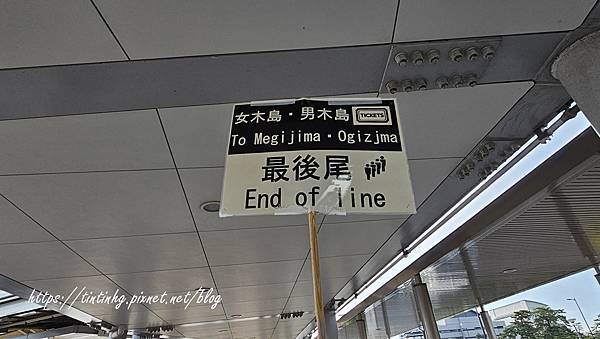 女木島・男木島 TICKETS
To Megijima・Ogizjma
最後尾
End of line
https://tintinhg.pixnet.net/blog